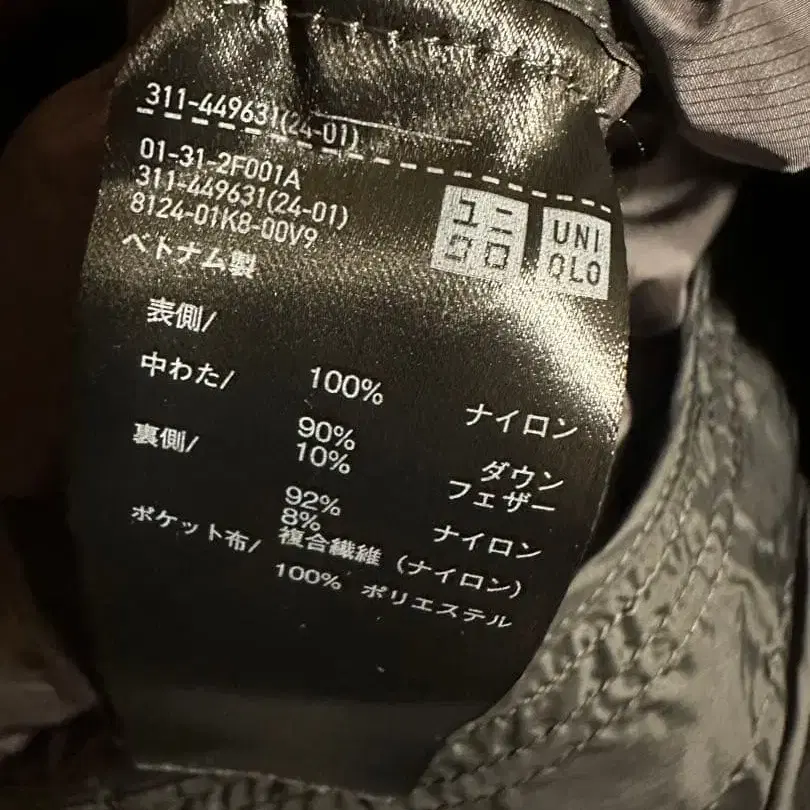 311-449631(24-01)
01-31-2F001A
311-449631(24-01)
8124-01K8-00V9
ベトナム製
ユニ
クロ
UNI
QLO
表側/
100% ナイロン
中わた/
90% ダウン
10% フェザー
裏側/
92% ナイロン
8% 複合繊維 (ナイロン)
ポケット布/
100% ポリエステル